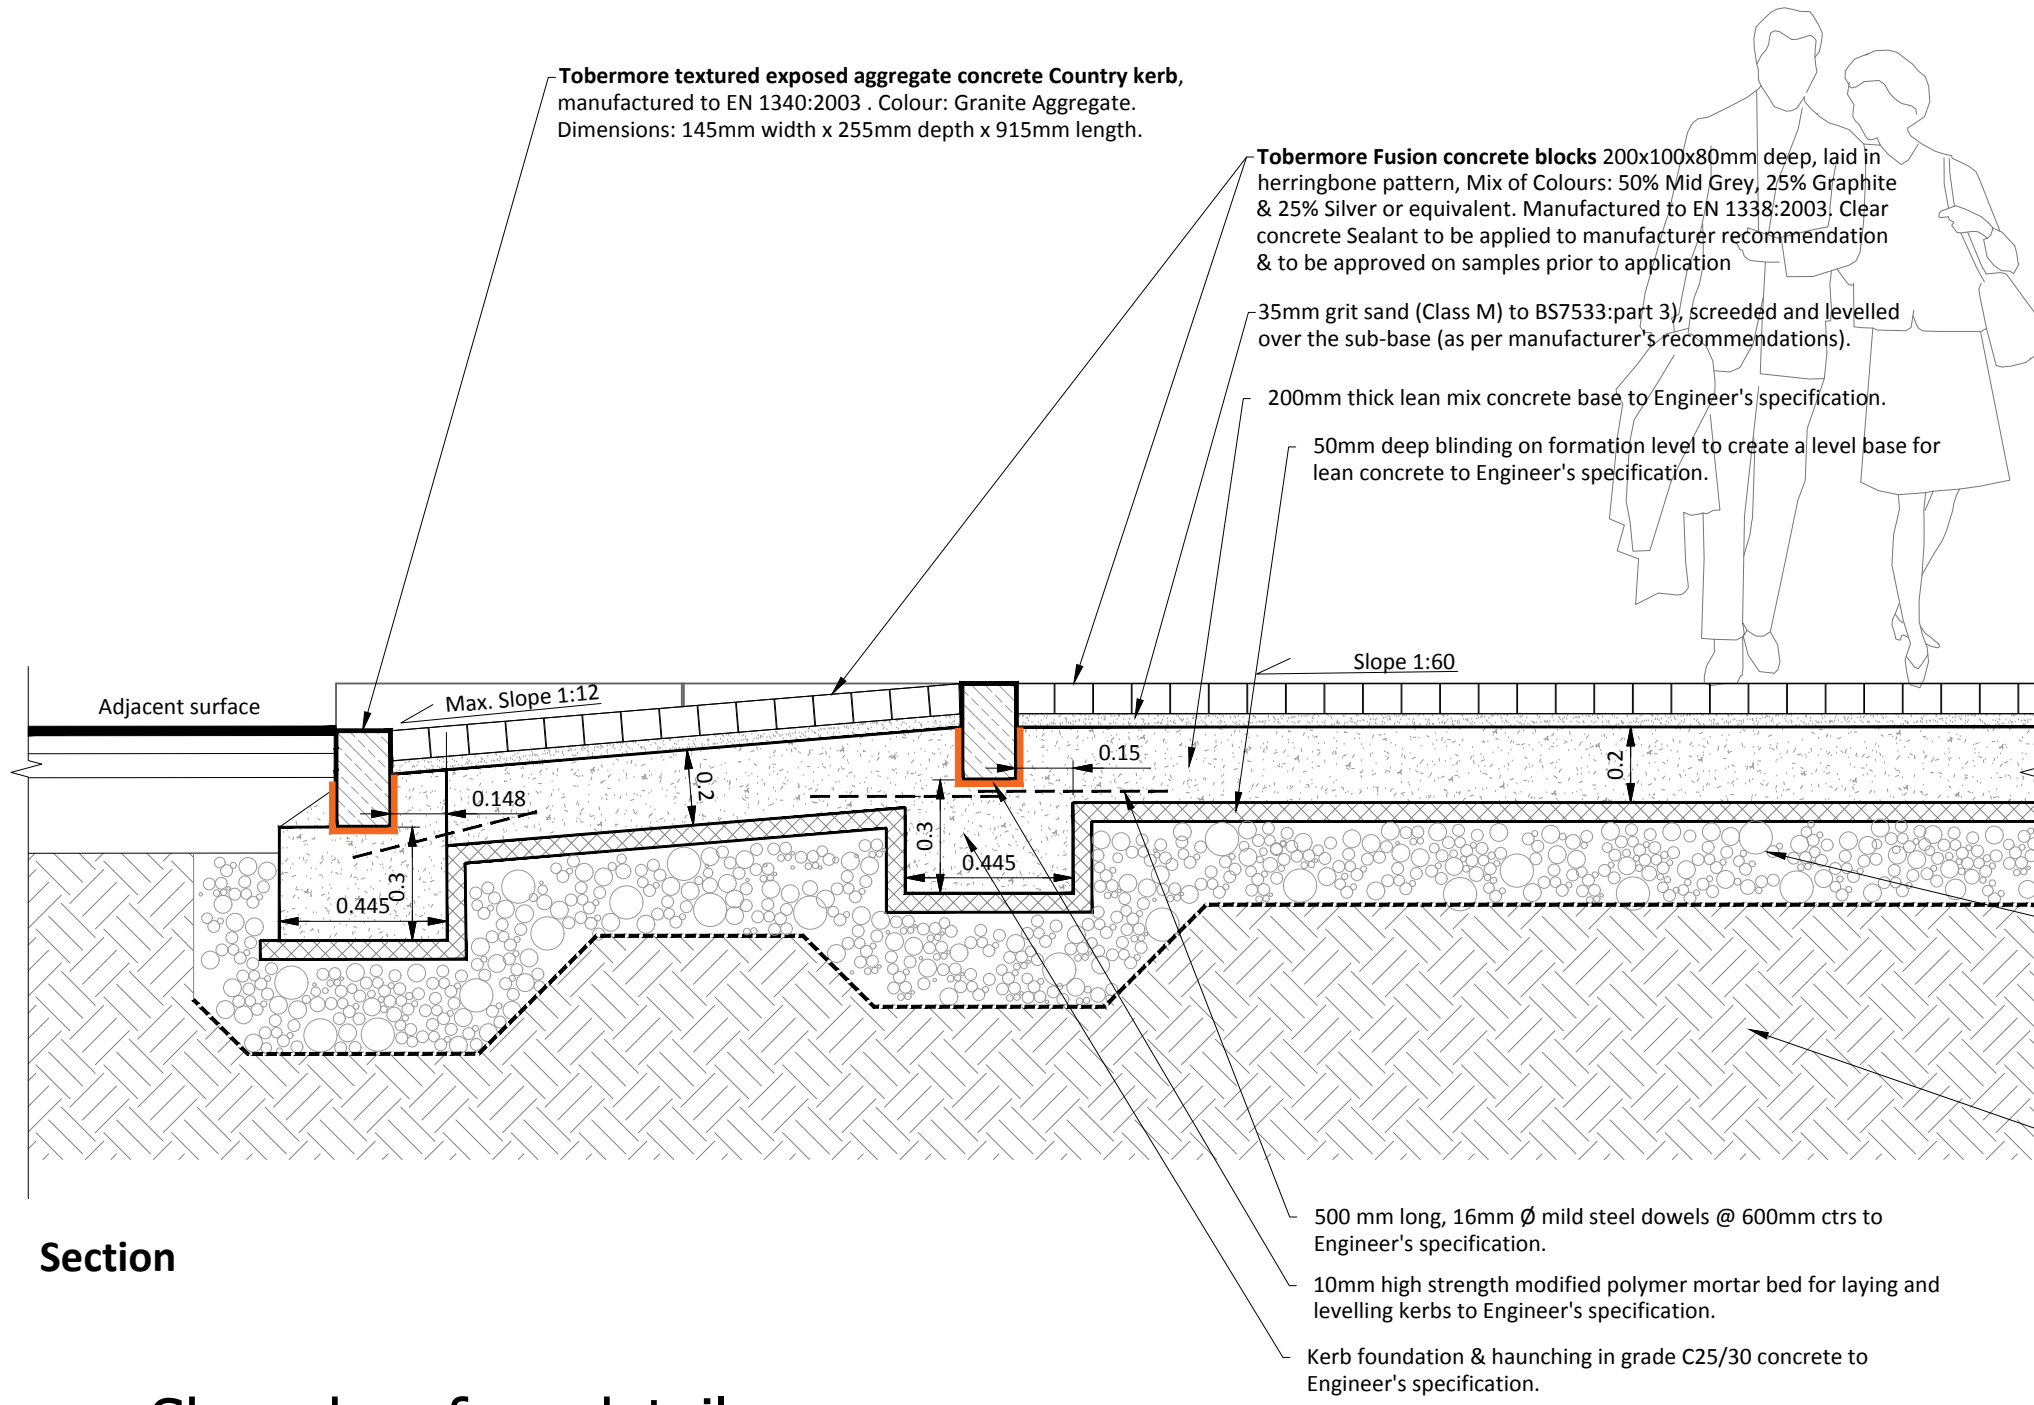 Tobermore textured exposed aggregate concrete Country kerb,
manufactured to EN 1340:2003 . Colour: Granite Aggregate.
Dimensions: 145mm width x 255mm depth x 915mm length.
Tobermore Fusion concrete blocks 200x100x80mm deep, laid in
herringbone pattern, Mix of Colours: 50% Mid Grey, 25% Graphite
& 25% Silver or equivalent. Manufactured to EN 1338:2003. Clear
concrete Sealant to be applied to manufacturer recommendation
& to be approved on samples prior to application
35mm grit sand (Class M) to BS7533:part 3), screeded and levelled
over the sub-base (as per manufacturer's recommendations).
200mm thick lean mix concrete base to Engineer's specification.
50mm deep blinding on formation level to create a level base for
lean concrete to Engineer's specification.
Slope 1:60
Adjacent surface
Max. Slope 1:12
0.15
0.2
0.2
0.148
0.3
0.445
0.3
0.445
500 mm long, 16mm Ø mild steel dowels @ 600mm ctrs to
Engineer's specification.
Section
10mm high strength modified polymer mortar bed for laying and
levelling kerbs to Engineer's specification.
Kerb foundation & haunching in grade C25/30 concrete to
Engineer's specification.